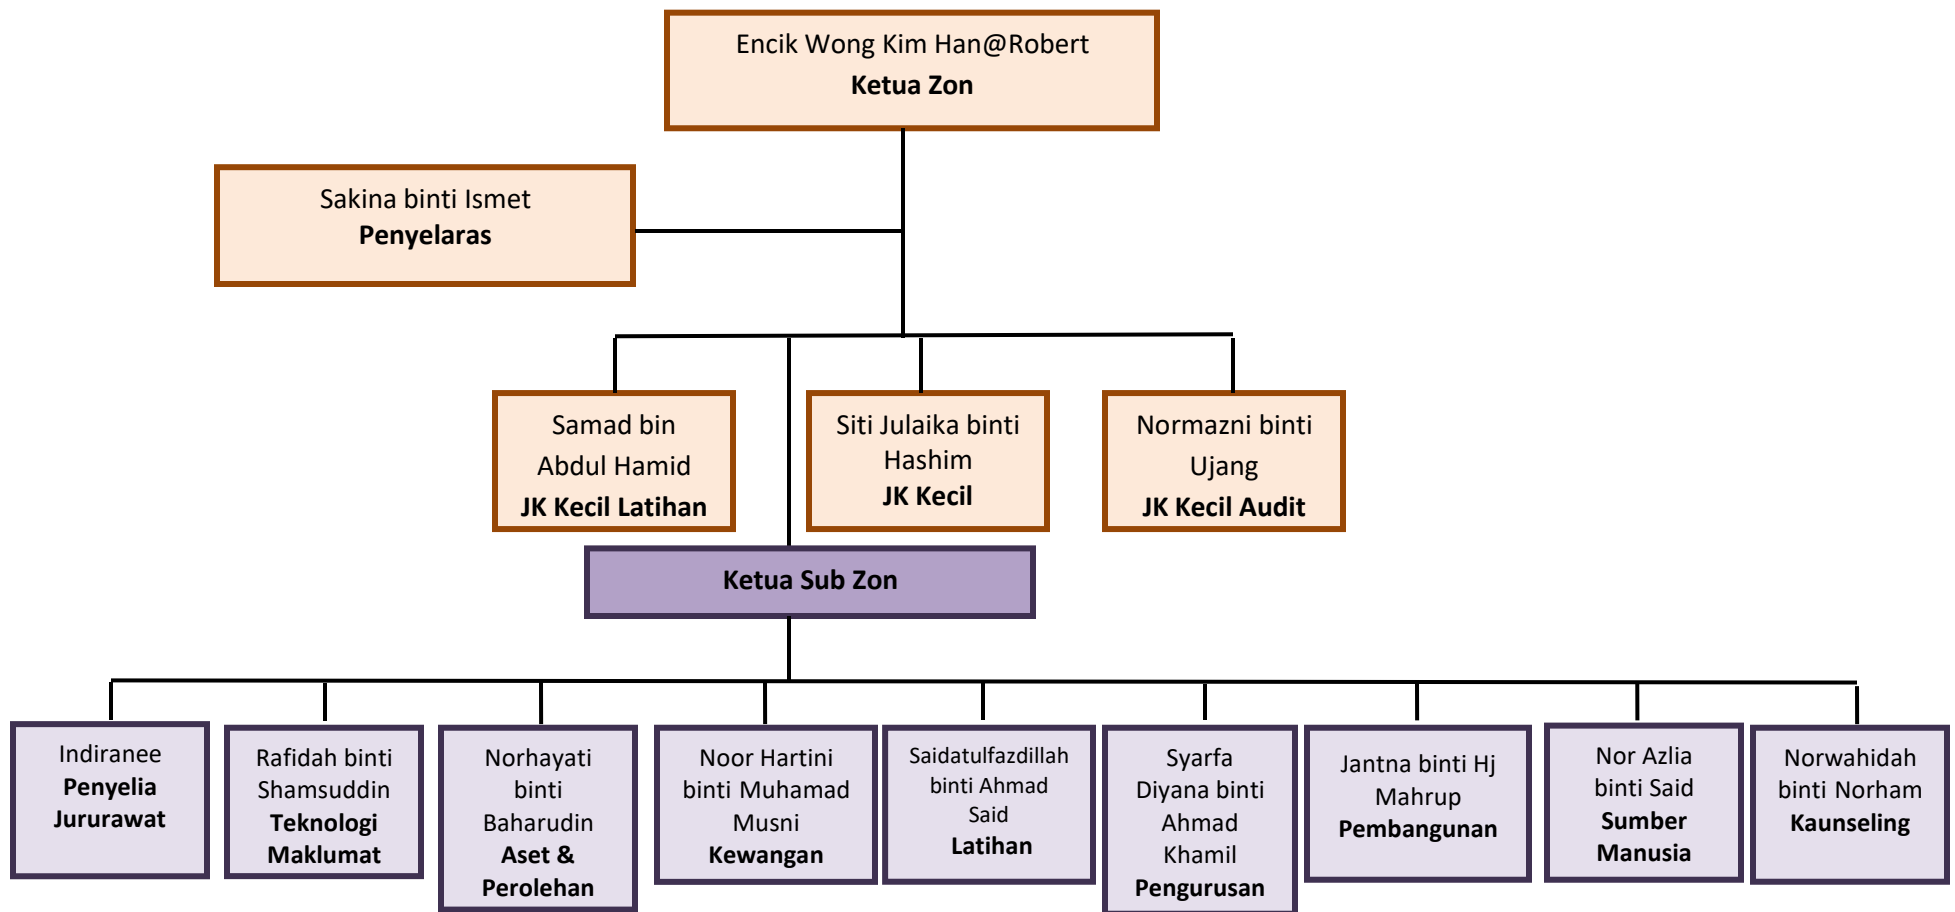 Encik Wong Kim Han@Robert
Ketua Zon
Sakina binti Ismet
Penyelaras
Samad bin
Abdul Hamid
JK Kecil Latihan
Siti Julaika binti
Hashim
JK Kecil
Normazni binti
Ujang
JK Kecil Audit
Ketua Sub Zon
Indiranee
Penyelia
Jururawat
Rafidah binti
Shamsuddin
Teknologi
Maklumat
Norhayati
binti
Baharudin
Aset &
Perolehan
Noor Hartini
binti Muhamad
Musni
Kewangan
Saidatulfazdillah
binti Ahmad
Said
Latihan
Syarfa
Diyana binti
Ahmad
Khamil
Pengurusan
Jantna binti Hj
Mahrup
Pembangunan
Nor Azlia
binti Said
Sumber
Manusia
Norwahidah
binti Norham
Kaunseling